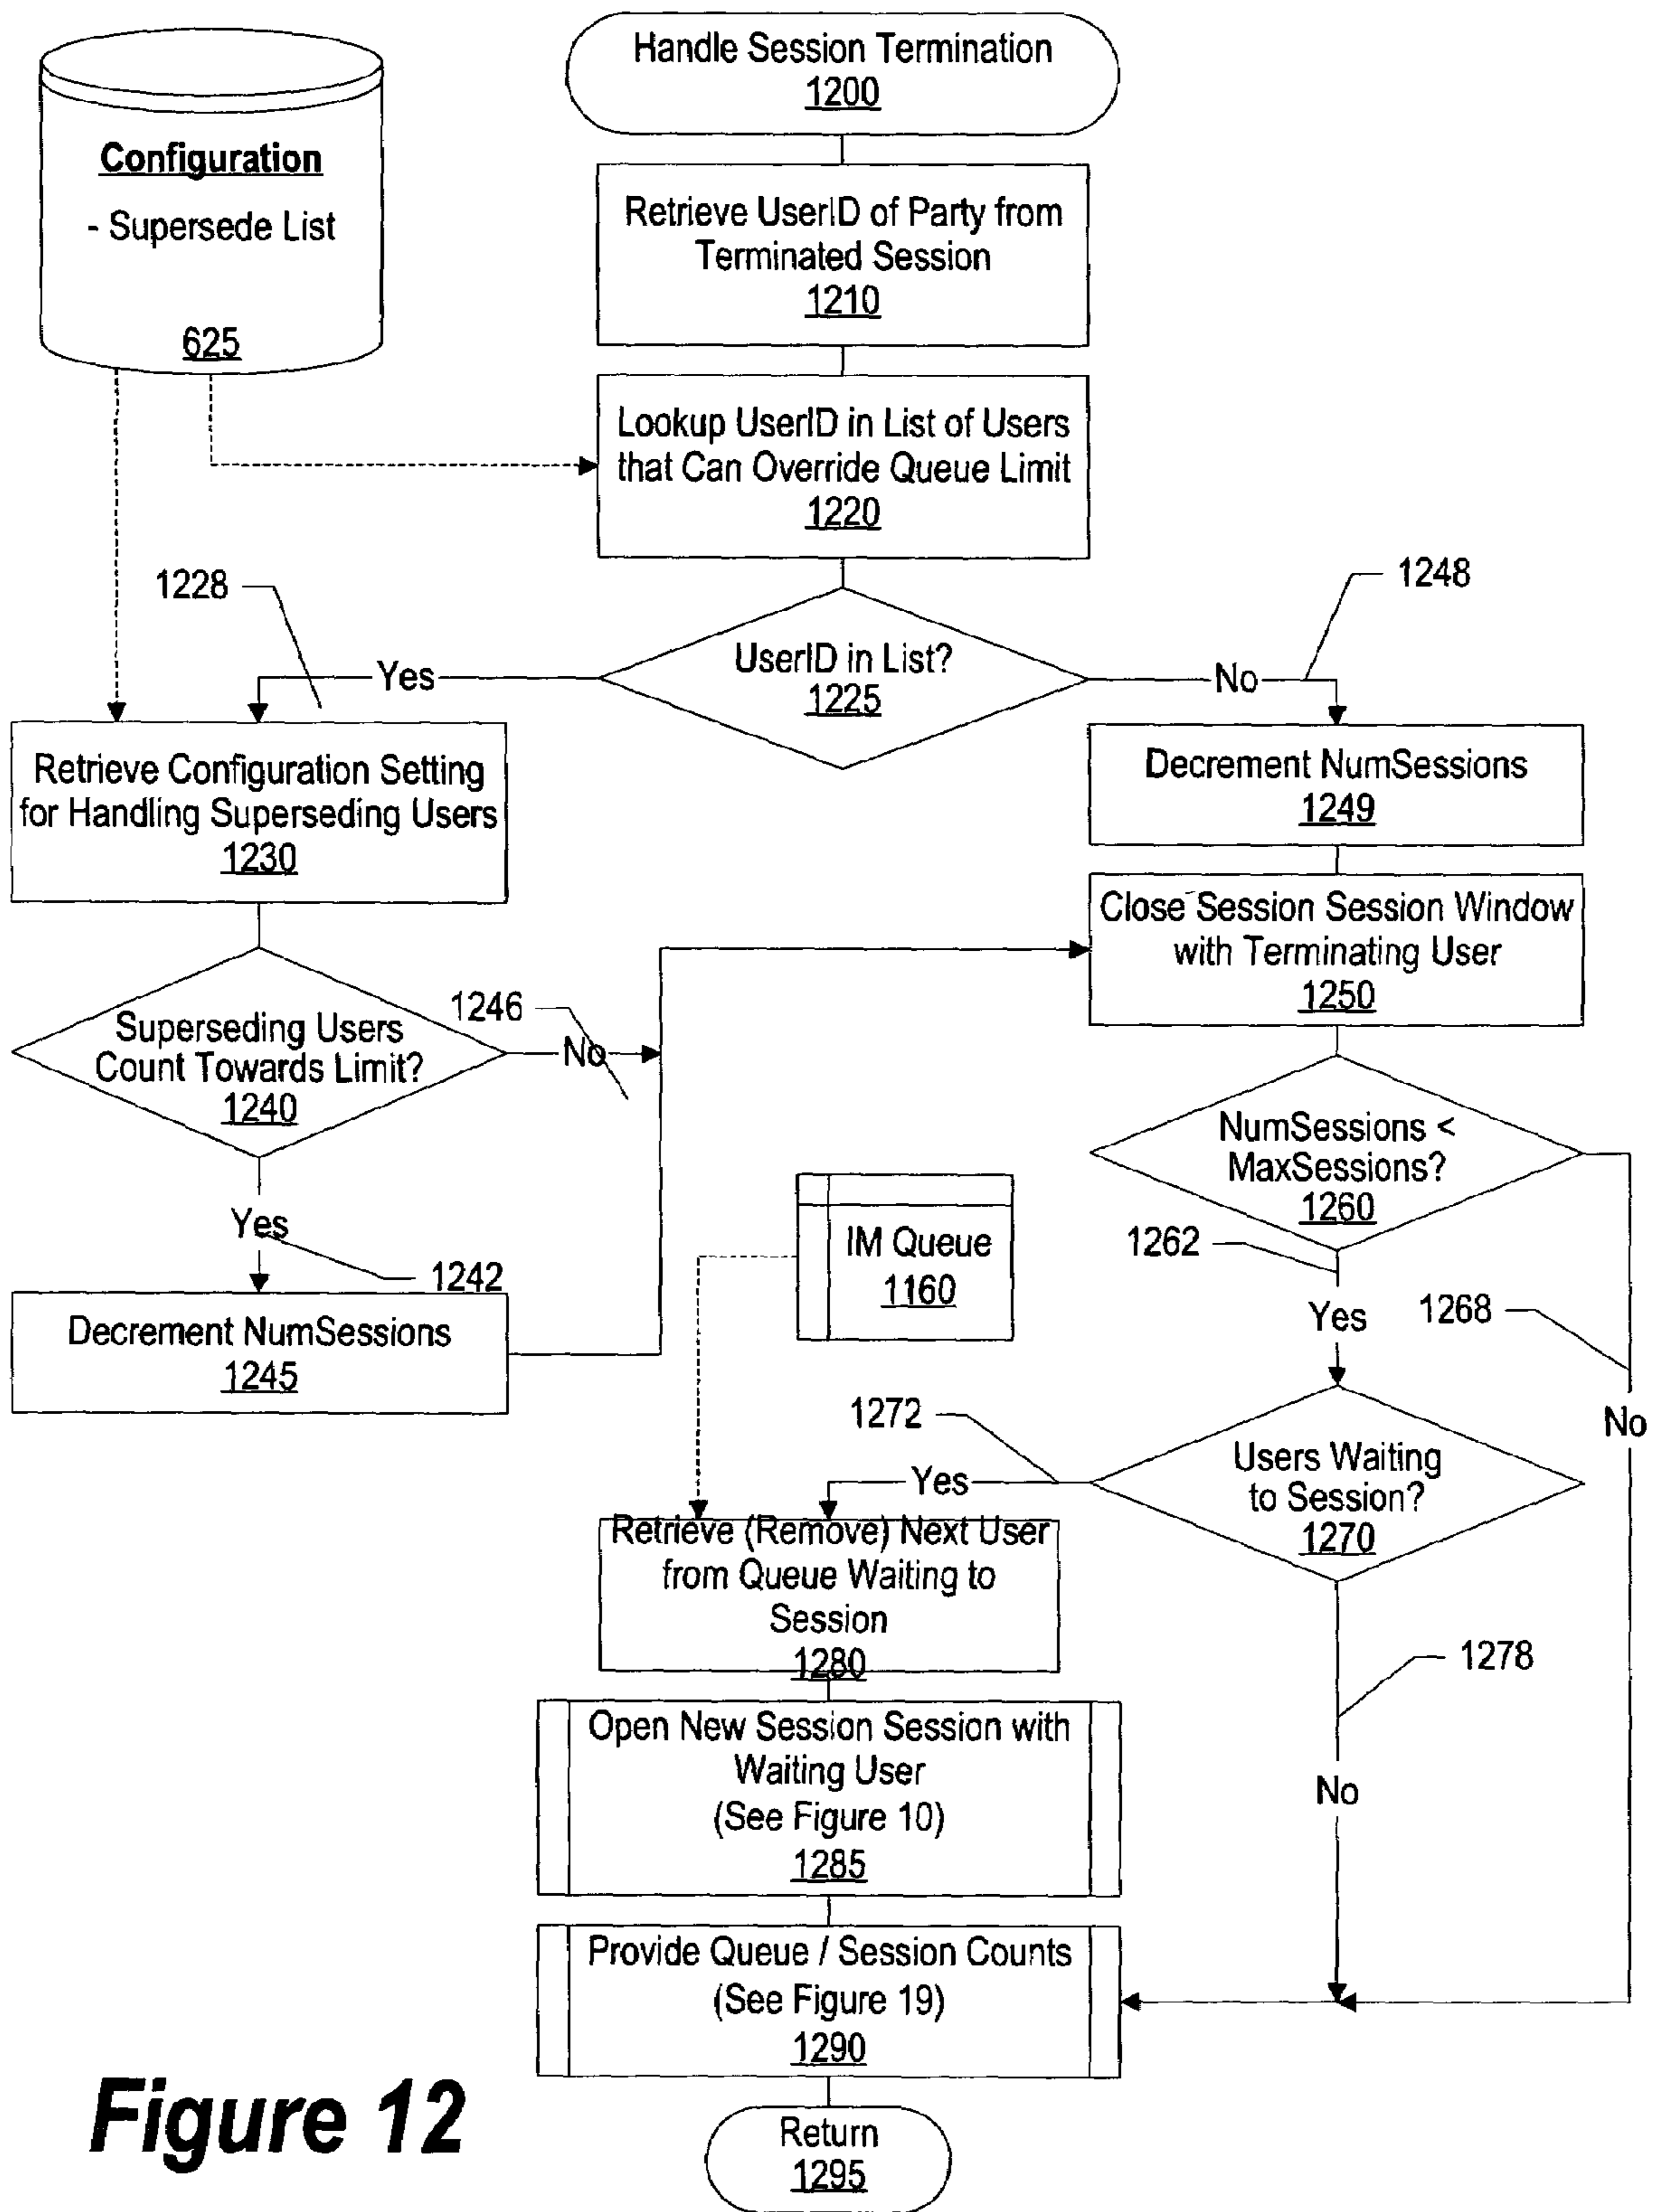 Handle Session Termination
1200
Configuration
- Supersede List
625
Retrieve UserID of Party from
Terminated Session
1210
Lookup UserID in List of Users
that Can Override Queue Limit
1220
1228
1248
UserID in List?
1225
Yes
No
Retrieve Configuration Setting
for Handling Superseding Users
1230
Decrement NumSessions
1249
Close Session Session Window
with Terminating User
1250
Superseding Users
Count Towards Limit?
1240
1246
No
NumSessions <
MaxSessions?
1260
Yes
1242
IM Queue
1160
1262
Yes
1268
No
Decrement NumSessions
1245
1272
Yes
Users Waiting
to Session?
1270
Retrieve (Remove) Next User
from Queue Waiting to
Session
1280
1278
No
Open New Session Session with
Waiting User
(See Figure 10)
1285
Provide Queue / Session Counts
(See Figure 19)
1290
Return
1295
Figure 12